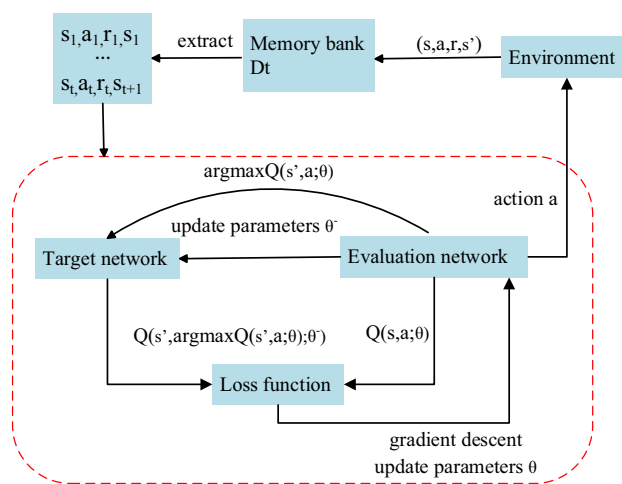 s₁,a₁,r₁,s₁
...
sₜ,aₜ,rₜ,sₜ₊₁
extract
Memory bank
Dt
(s,a,r,s’)
Environment
argmaxQ(s’,a;θ)
action a
update parameters θ⁻
Target network
Evaluation network
Q(s’,argmaxQ(s’,a;θ);θ⁻)
Q(s,a;θ)
Loss function
gradient descent
update parameters θ